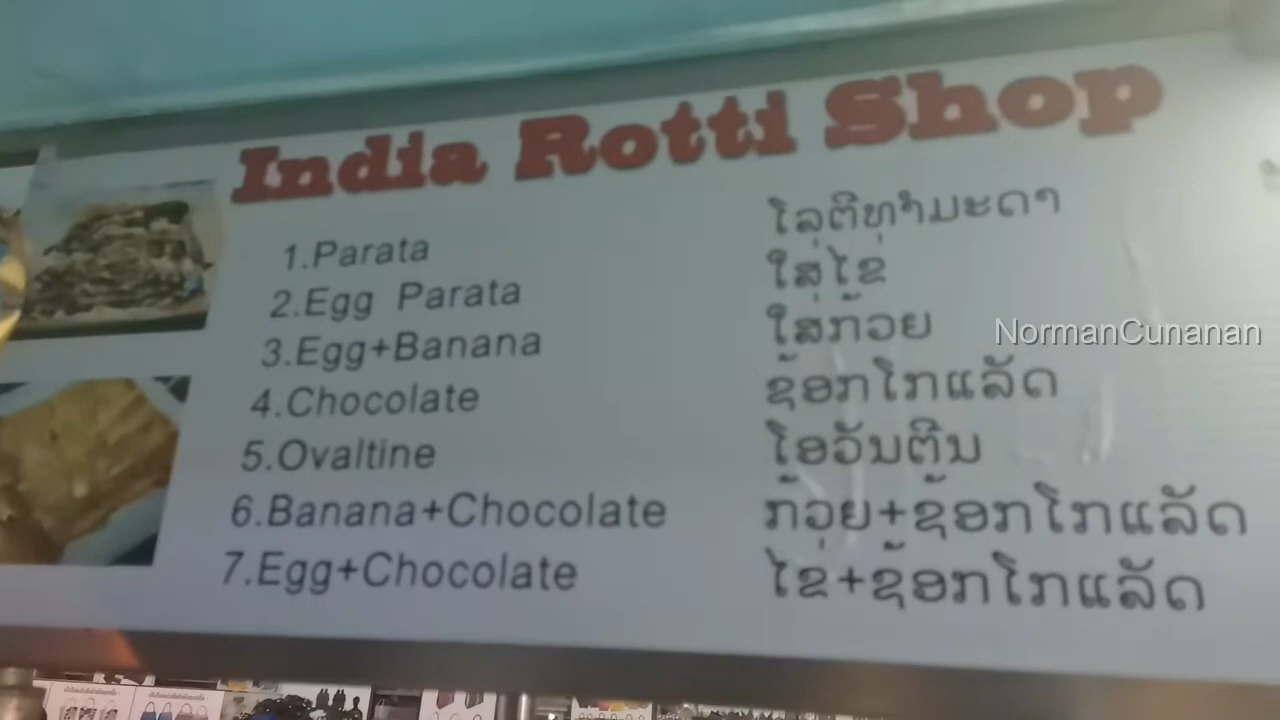 India Rotti Shop
1.Parata ໂລຕີທຳມະດາ
2.Egg Parata ໃສ່ໄຂ່
3.Egg+Banana ໃສ່ກ້ວຍ
4.Chocolate ຊ້ອກໂກແລັດ
5.Ovaltine ໂອວັນຕິນ
6.Banana+Chocolate ກ້ວຍ+ຊ້ອກໂກແລັດ
7.Egg+Chocolate ໄຂ່+ຊ້ອກໂກແລັດ
NormanCunanan